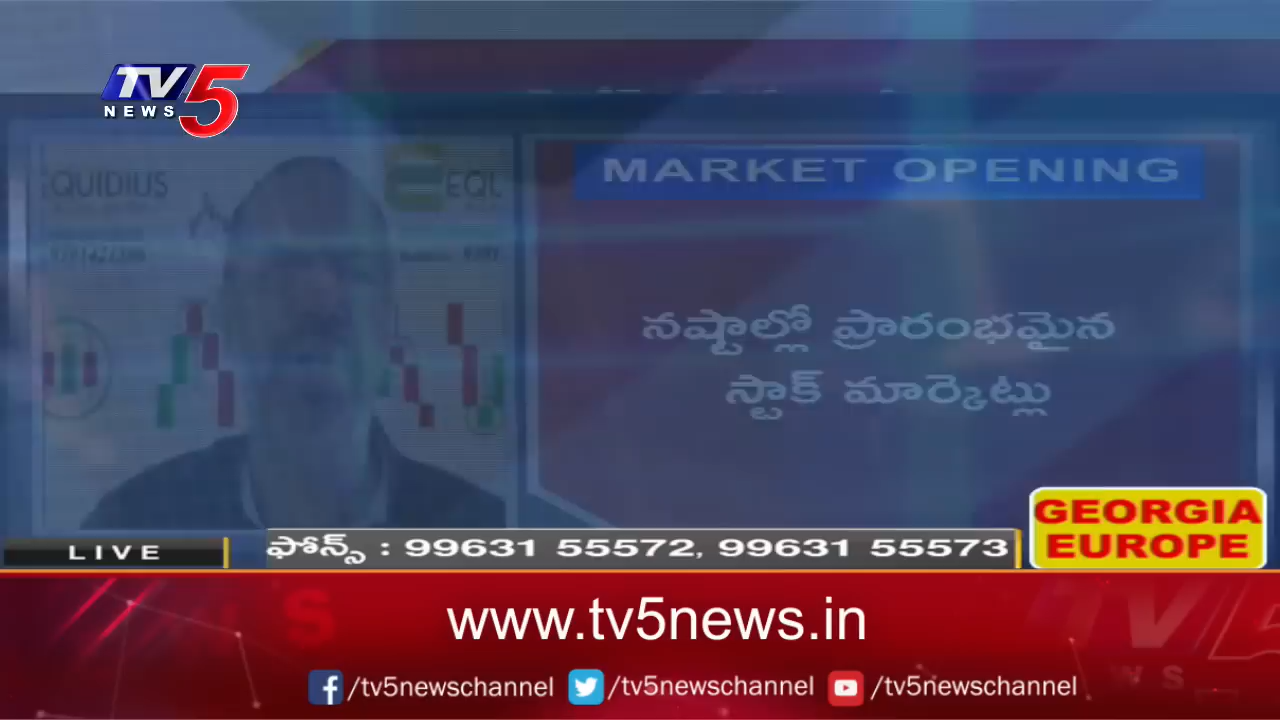 TV5
NEWS
QUIDIUS
EQU
MARKET OPENING
నష్టాల్లో ప్రారంభమైన
స్టాక్ మార్కెట్లు
LIVE
ఫోన్స్ : 99631 55572, 99631 55573
GEORGIA
EUROPE
www.tv5news.in
/tv5newschannel /tv5newschannel /tv5newschannel